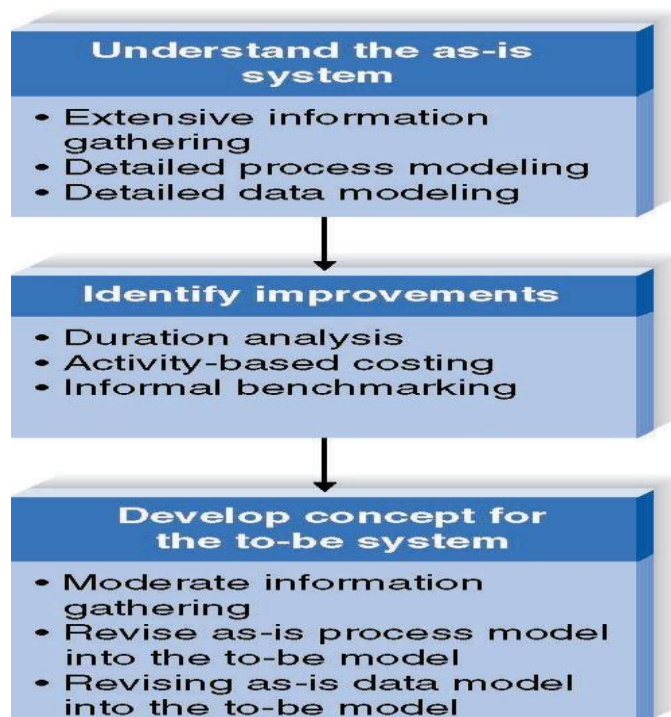 Understand the as-is
system
• Extensive information
gathering
• Detailed process modeling
• Detailed data modeling
Identify improvements
• Duration analysis
• Activity-based costing
• Informal benchmarking
Develop concept for
the to-be system
• Moderate information
gathering
• Revise as-is process model
into the to-be model
• Revising as-is data model
into the to-be model